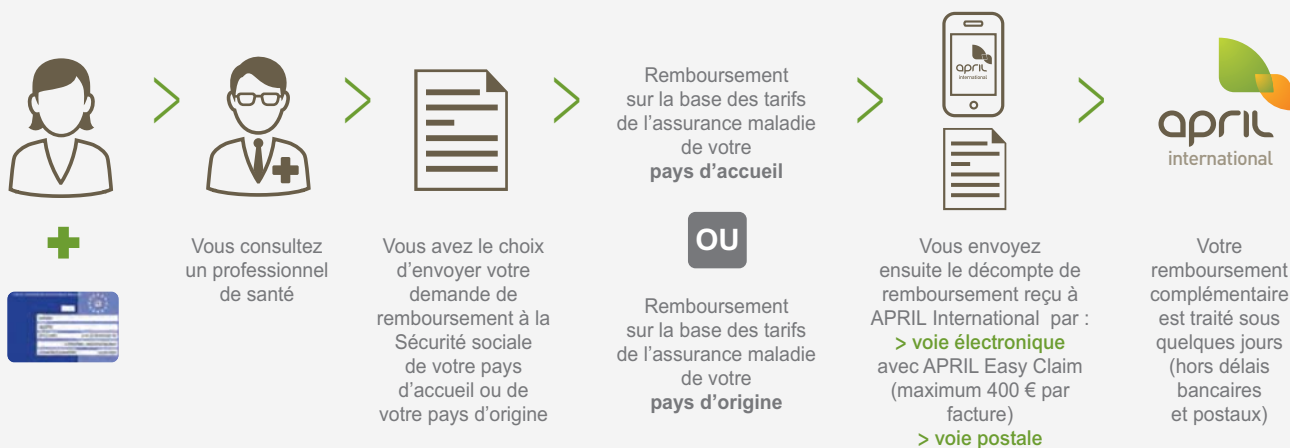 Vous consultez
un professionnel
de santé
Vous avez le choix
d'envoyer votre
demande de
remboursement à la
Sécurité sociale
de votre pays
d'accueil ou de
votre pays d'origine
Remboursement
sur la base des tarifs
de l'assurance maladie
de votre
pays d'accueil
OU
Remboursement
sur la base des tarifs
de l'assurance maladie
de votre
pays d'origine
april
international
Vous envoyez
ensuite le décompte de
remboursement reçu à
APRIL International par :
> voie électronique
avec APRIL Easy Claim
(maximum 400 € par
facture)
> voie postale
april
international
Votre
remboursement
complémentaire
est traité sous
quelques jours
(hors délais
bancaires
et postaux)